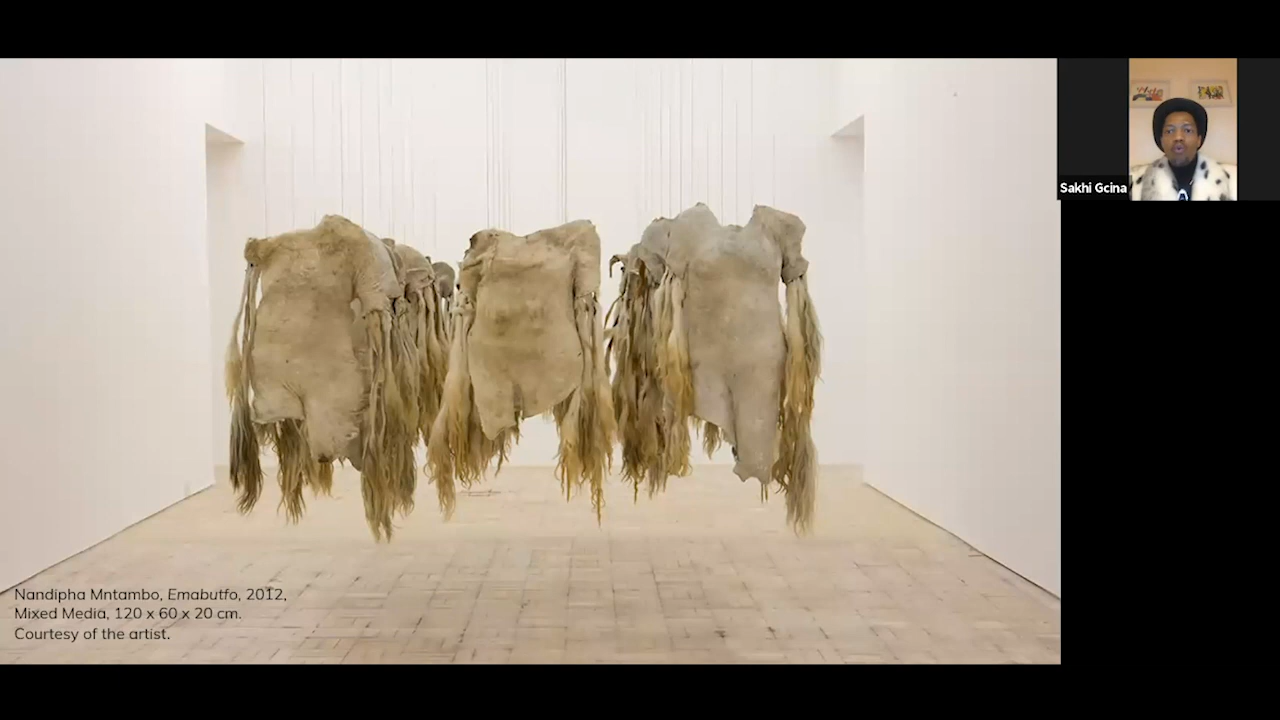 Sakhi Gcina
Nandipha Mntambo, Emabutfo, 2012,
Mixed Media, 120 x 60 x 20 cm.
Courtesy of the artist.